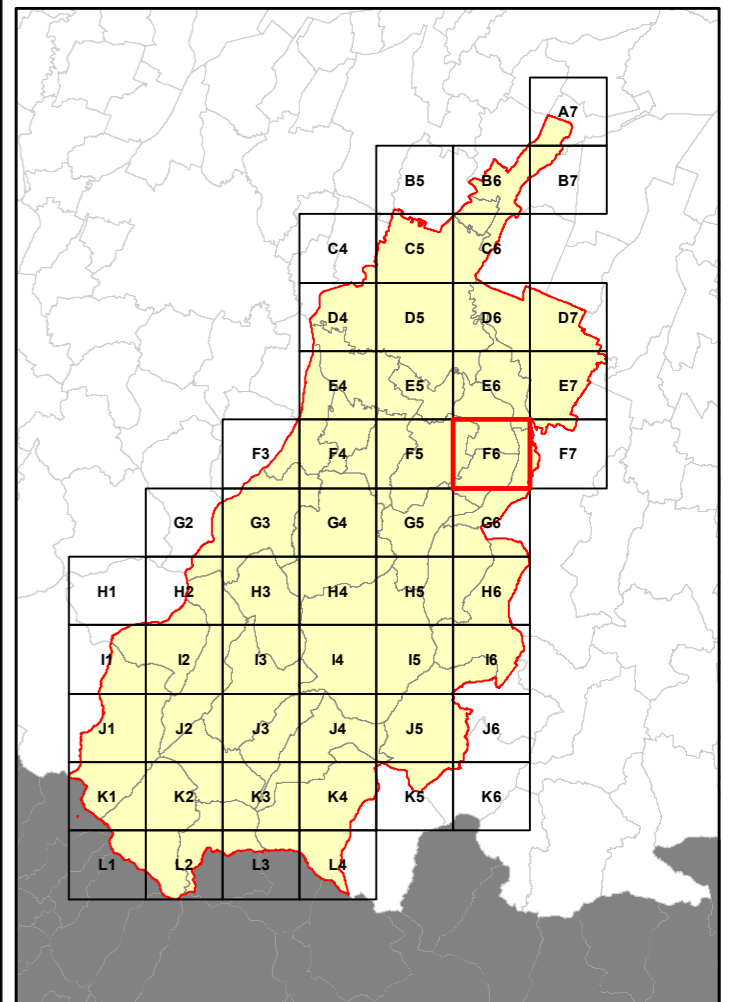 A7
B5 B6 B7
C4 C5 C6
D4 D5 D6 D7
E4 E5 E6 E7
F3 F4 F5 F6 F7
G2 G3 G4 G5 G6
H1 H2 H3 H4 H5 H6
I1 I2 I3 I4 I5 I6
J1 J2 J3 J4 J5 J6
K1 K2 K3 K4 K5 K6
L1 L2 L3 L4